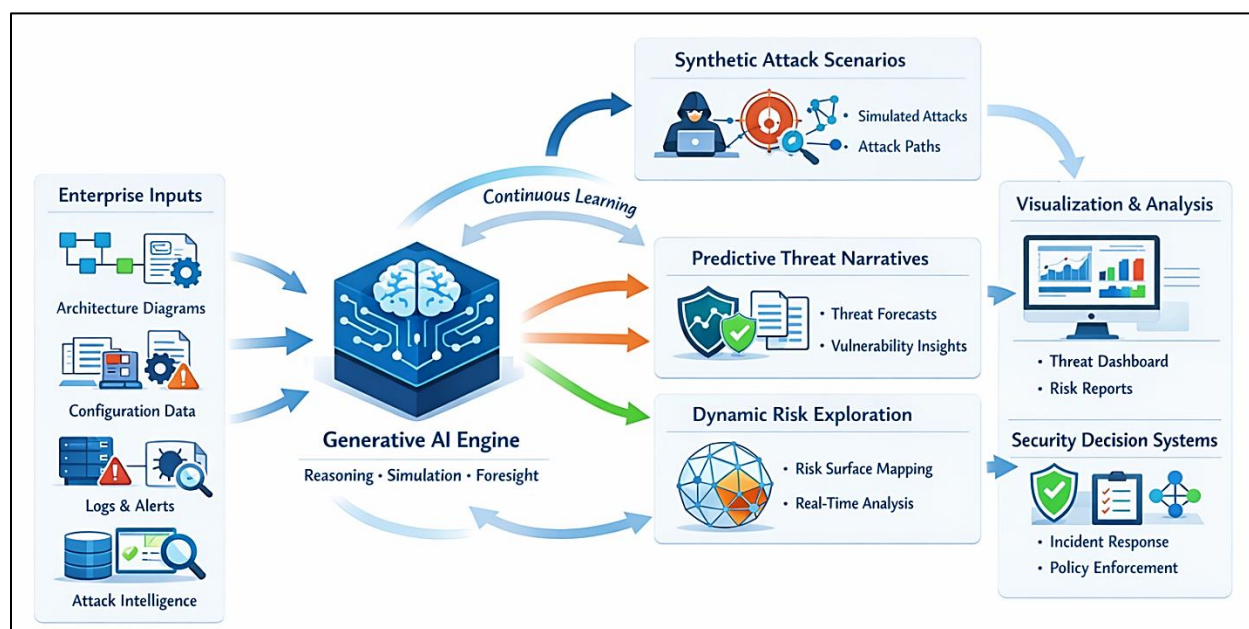 Enterprise Inputs
Architecture Diagrams
Configuration Data
Logs & Alerts
Attack Intelligence
Continuous Learning
Generative AI Engine
Reasoning • Simulation • Foresight
Synthetic Attack Scenarios
• Simulated Attacks
• Attack Paths
Predictive Threat Narratives
• Threat Forecasts
• Vulnerability Insights
Dynamic Risk Exploration
• Risk Surface Mapping
• Real-Time Analysis
Visualization & Analysis
• Threat Dashboard
• Risk Reports
Security Decision Systems
• Incident Response
• Policy Enforcement